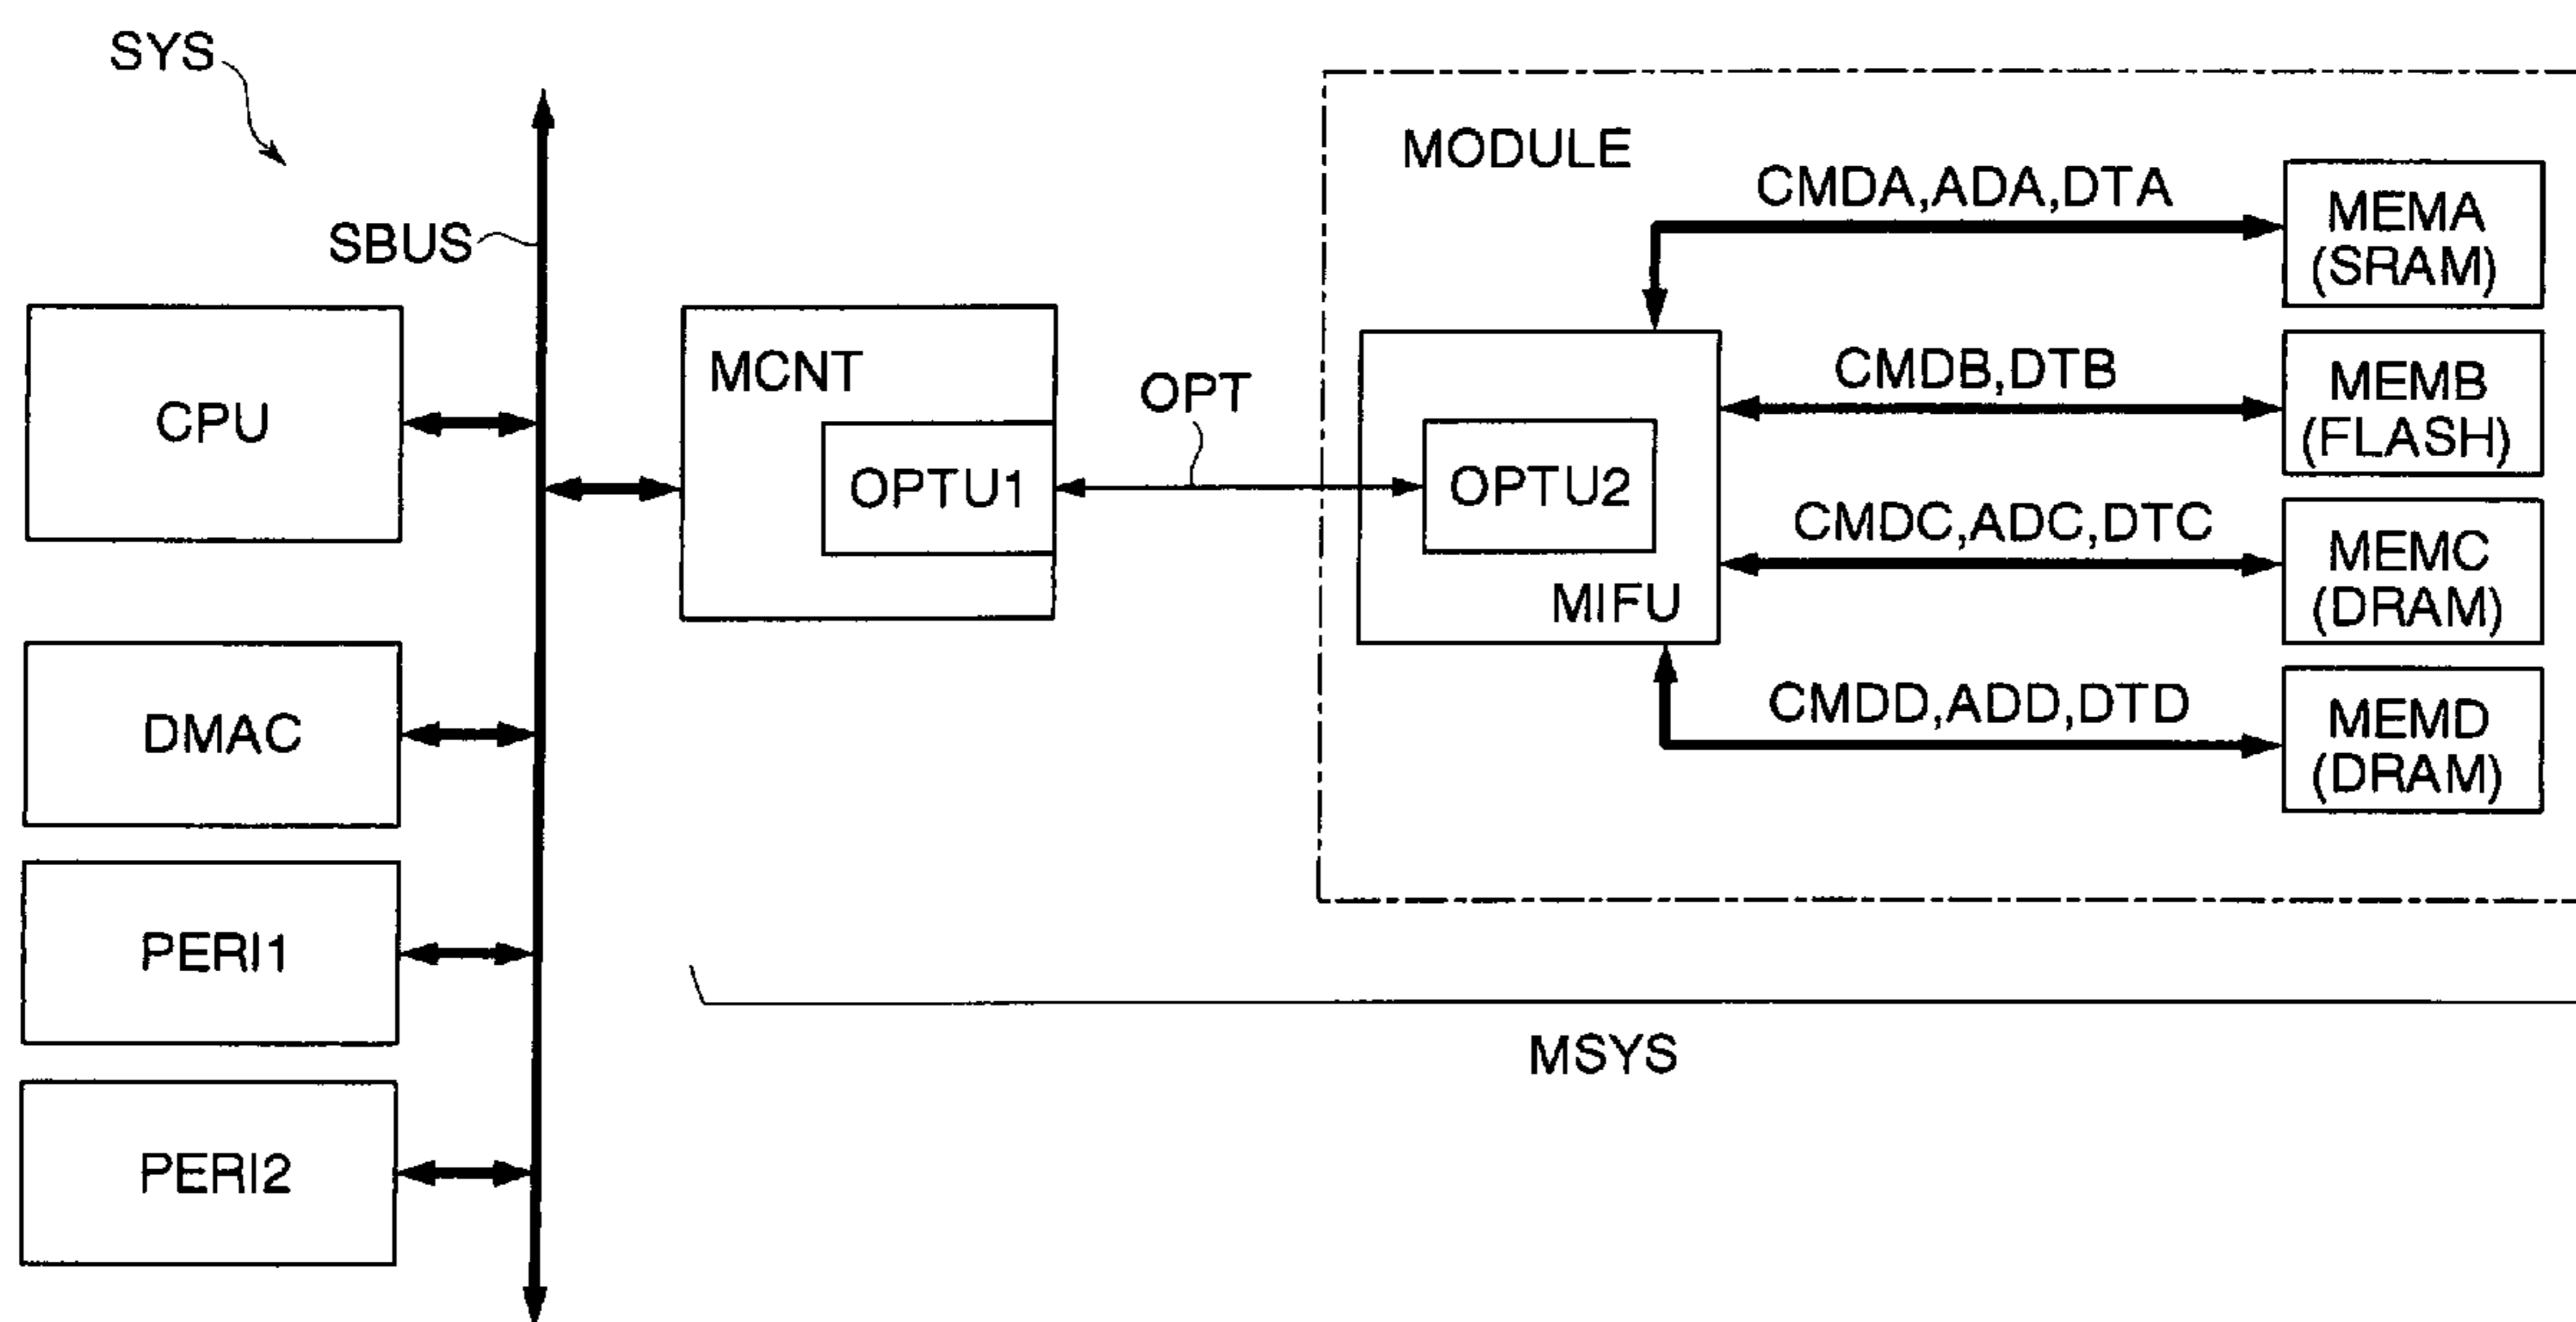 SYS
SBUS
CPU
DMAC
PERI1
PERI2
MCNT
OPTU1
OPT
MODULE
OPTU2
MIFU
CMDA,ADA,DTA
MEMA
(SRAM)
CMDB,DTB
MEMB
(FLASH)
CMDC,ADC,DTC
MEMC
(DRAM)
CMDD,ADD,DTD
MEMD
(DRAM)
MSYS